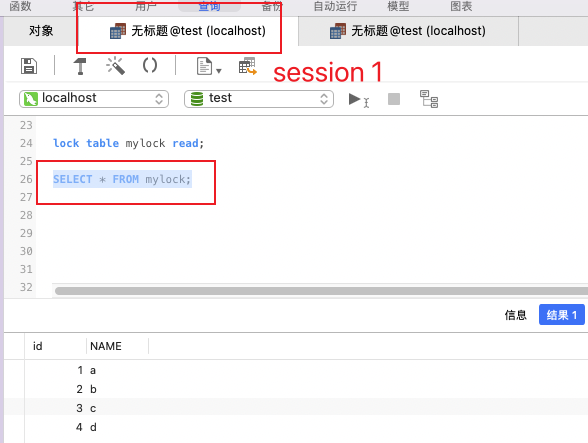 函数 其它 用户 查询 备份 自动运行 模型 图表
对象 无标题@test (localhost) 无标题@test (localhost)
session 1
localhost test
23
24 lock table mylock read;
25
26 SELECT * FROM mylock;
27
28
29
30
31
32
信息 结果 1
id NAME
1 a
2 b
3 c
4 d